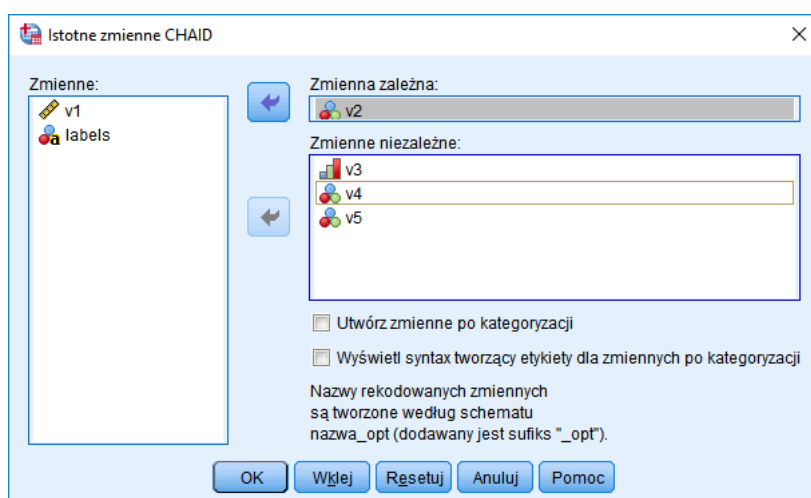 Istotne zmienne CHAID
Zmienne:
v1
labels
Zmienna zależna:
v2
Zmienne niezależne:
v3
v4
v5
Utwórz zmienne po kategoryzacji
Wyświetl syntax tworzący etykiety dla zmiennych po kategoryzacji
Nazwy rekodowanych zmiennych
są tworzone według schematu
nazwa_opt (dodawany jest sufiks "_opt").
OK Wklej Resetuj Anuluj Pomoc